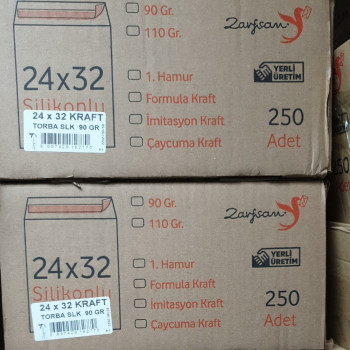 90 Gr.
110 Gr.
Zarfsan
24x32
Silikonlu
24 x 32 KRAFT
TORBA SLK 90 GR
1. Hamur
Formula Kraft
İmitasyon Kraft
Çaycuma Kraft
YERLİ
ÜRETİM
250
Adet
90 Gr.
110 Gr.
Zarfsan
24x32
Silikonlu
24 x 32 KRAFT
TORBA SLK 90 GR
1. Hamur
Formula Kraft
İmitasyon Kraft
Çaycuma Kraft
YERLİ
ÜRETİM
250
Adet